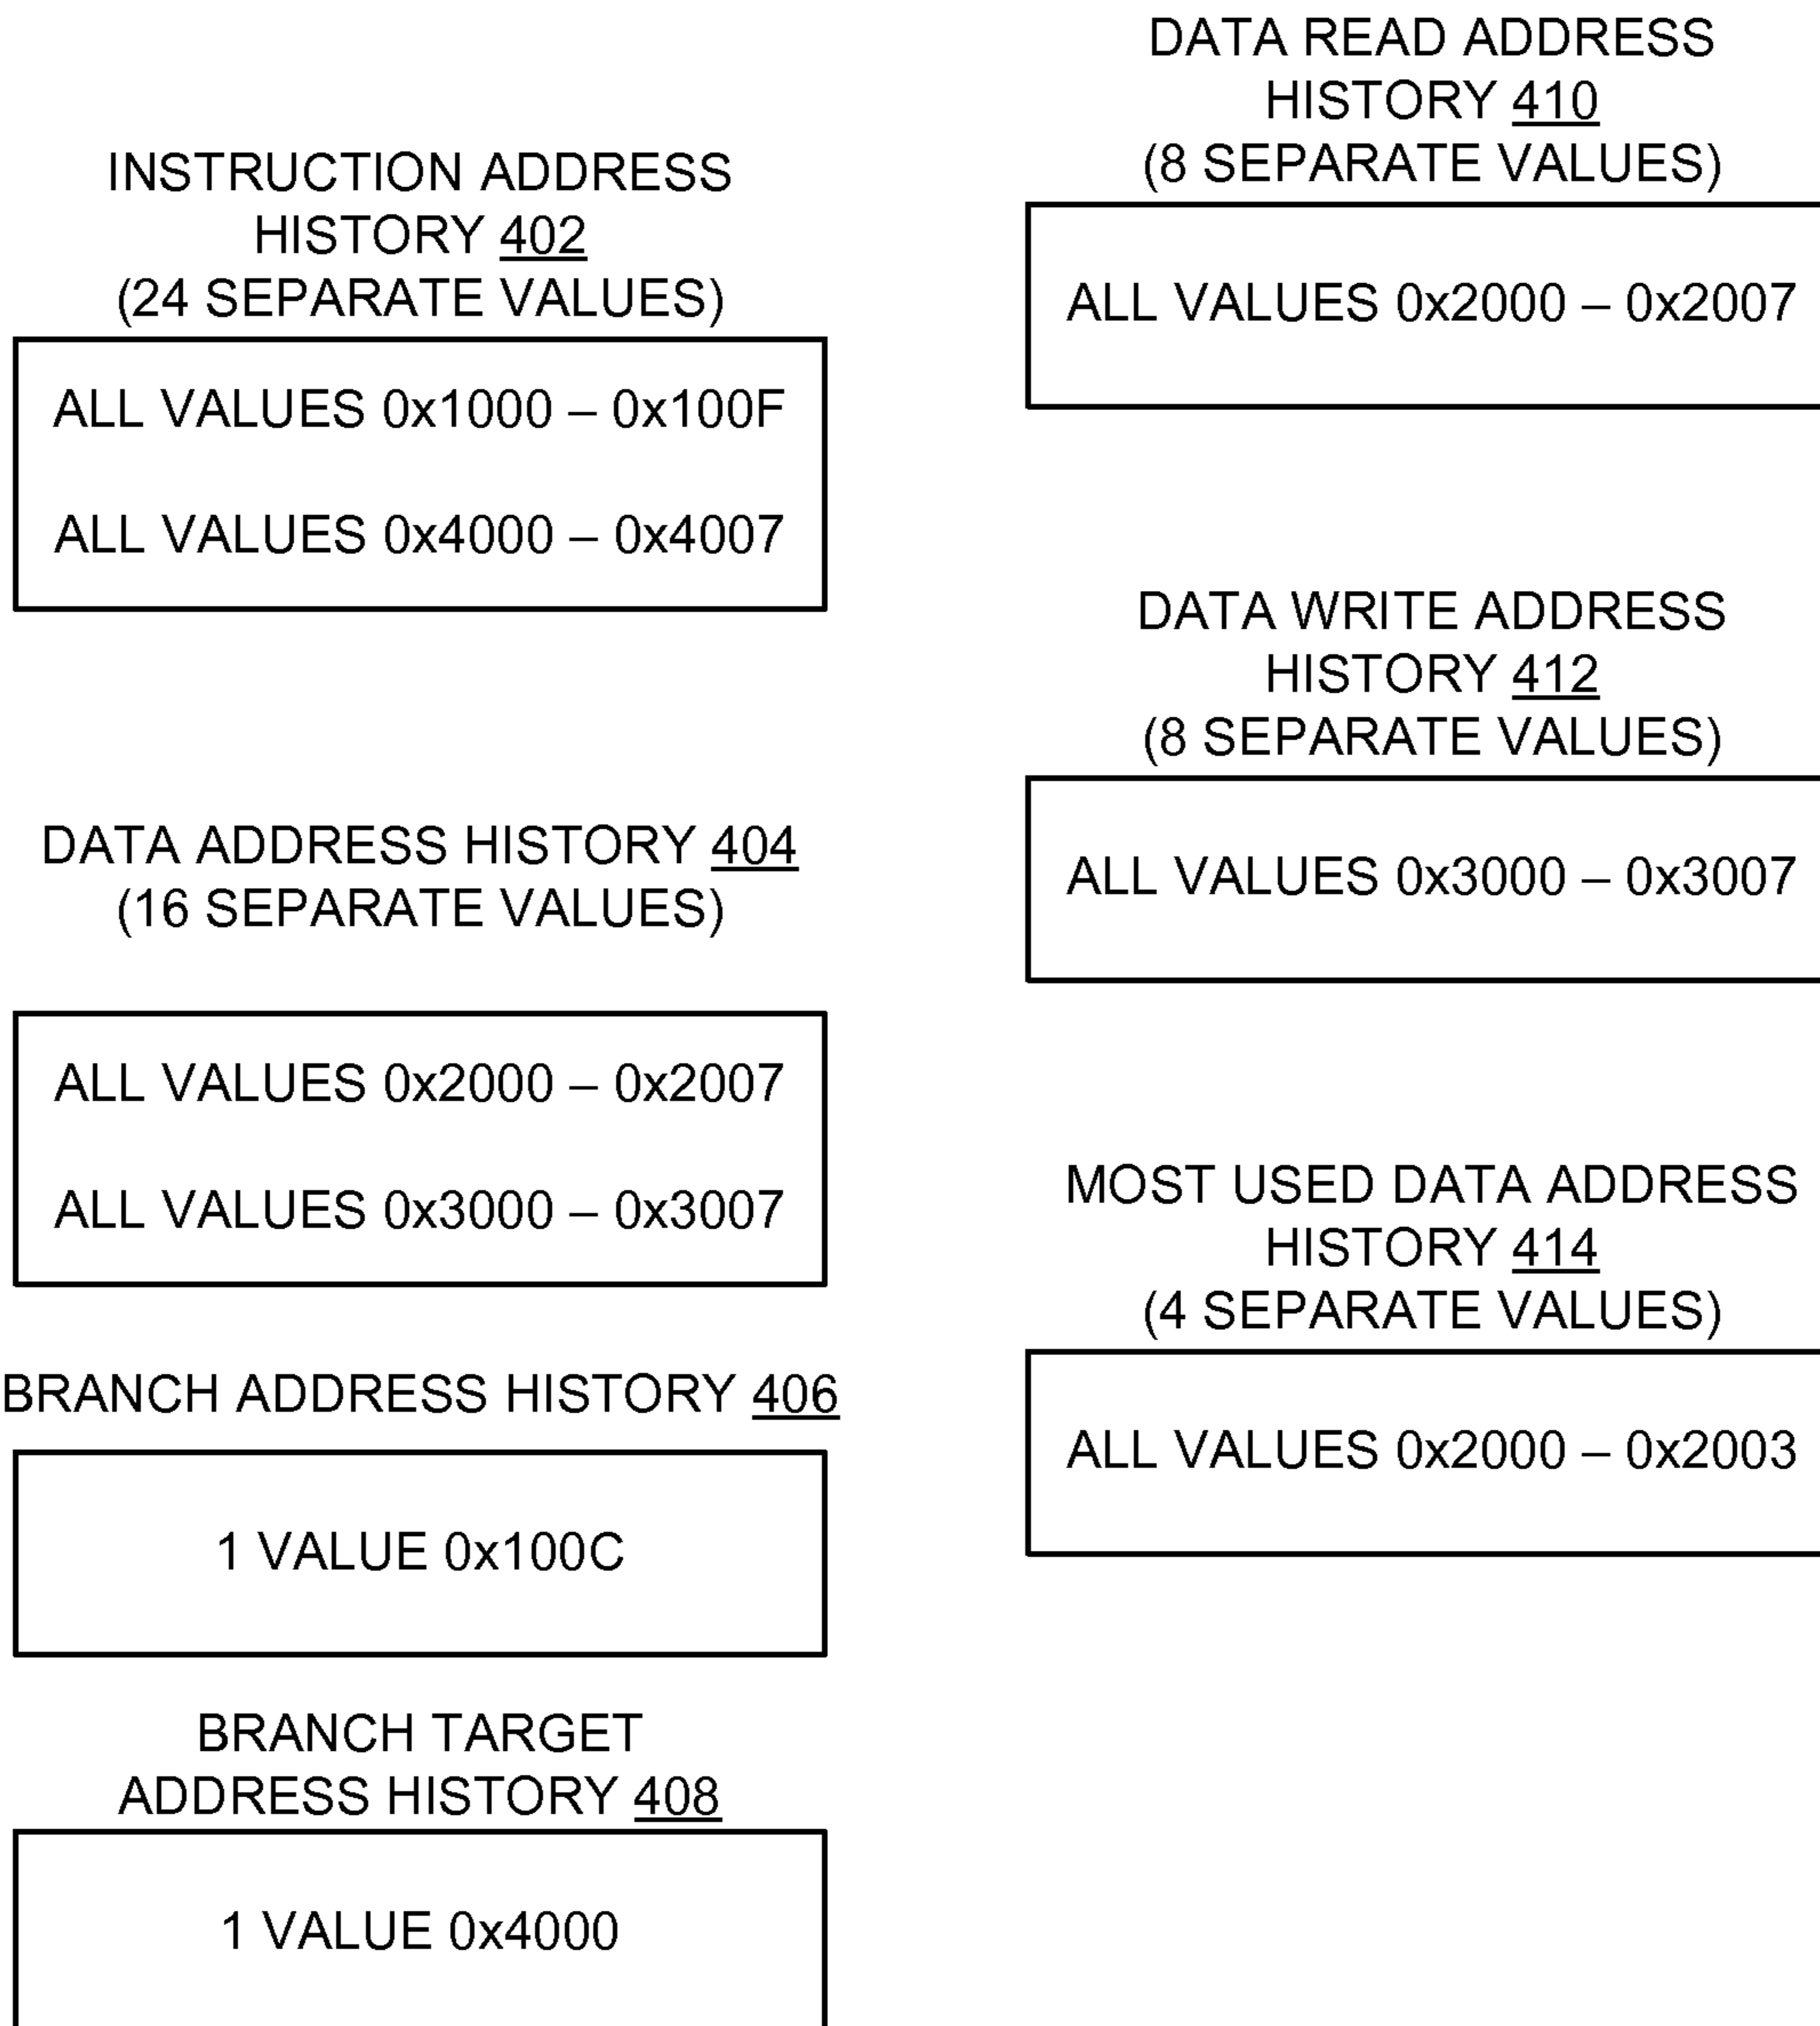 INSTRUCTION ADDRESS
HISTORY 402
(24 SEPARATE VALUES)
ALL VALUES 0x1000 – 0x100F
ALL VALUES 0x4000 – 0x4007
DATA ADDRESS HISTORY 404
(16 SEPARATE VALUES)
ALL VALUES 0x2000 – 0x2007
ALL VALUES 0x3000 – 0x3007
BRANCH ADDRESS HISTORY 406
1 VALUE 0x100C
BRANCH TARGET
ADDRESS HISTORY 408
1 VALUE 0x4000
DATA READ ADDRESS
HISTORY 410
(8 SEPARATE VALUES)
ALL VALUES 0x2000 – 0x2007
DATA WRITE ADDRESS
HISTORY 412
(8 SEPARATE VALUES)
ALL VALUES 0x3000 – 0x3007
MOST USED DATA ADDRESS
HISTORY 414
(4 SEPARATE VALUES)
ALL VALUES 0x2000 – 0x2003